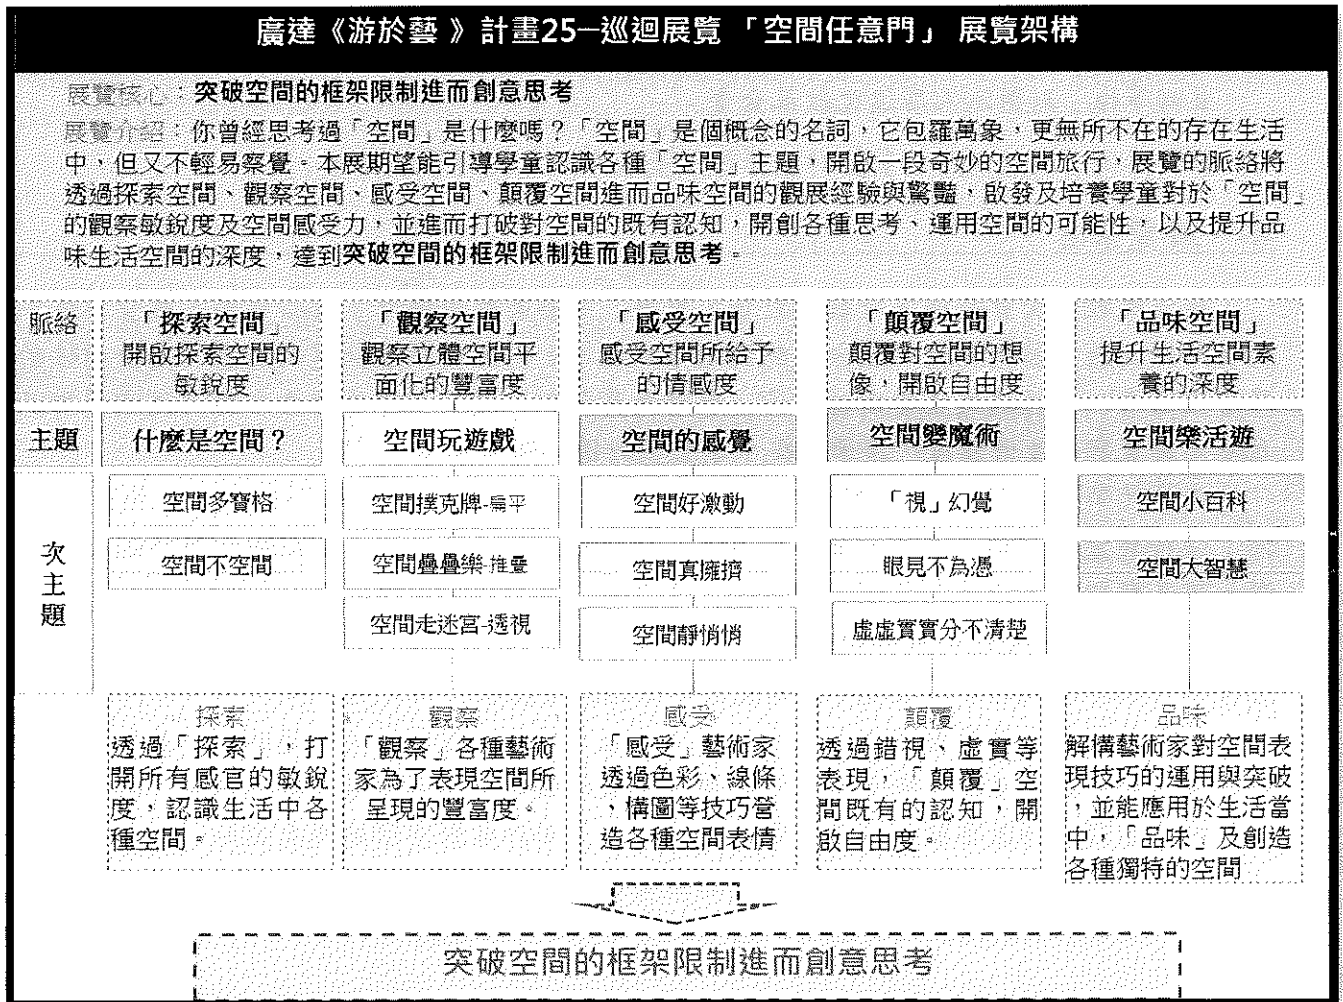 廣達《游於藝 》計畫25─巡迴展覽 「空間任意門」 展覽架構
展覽核心：突破空間的框架限制進而創意思考
展覽介紹：你曾經思考過「空間」是什麼嗎？「空間」是個概念的名詞，它包羅萬象，更無所不在的存在生活
中，但又不輕易察覺。本展期望能引導學童認識各種「空間」主題，開啟一段奇妙的空間旅行，展覽的脈絡將
透過探索空間、觀察空間、感受空間、顛覆空間進而品味空間的觀展經驗與驚豔，啟發及培養學童對於「空間」
的觀察敏銳度及空間感受力，並進而打破對空間的既有認知，開創各種思考、運用空間的可能性，以及提升品
味生活空間的深度，達到突破空間的框架限制進而創意思考。
脈絡
「探索空間」
開啟探索空間的
敏銳度
「觀察空間」
觀察立體空間平
面化的豐富度
「感受空間」
感受空間所給予
的情感度
「顛覆空間」
顛覆對空間的想
像，開啟自由度
「品味空間」
提升生活空間素
養的深度
主題
什麼是空間？
空間玩遊戲
空間的感覺
空間變魔術
空間樂活遊
次
主
題
空間多寶格
空間不空間
空間撲克牌-扁平
空間疊疊樂-堆疊
空間走迷宮-透視
空間好激動
空間真擁擠
空間靜悄悄
「視」幻覺
眼見不為憑
虛虛實實分不清楚
空間小百科
空間大智慧
探索
透過「探索」，打
開所有感官的敏銳
度，認識生活中各
種空間。
觀察
「觀察」各種藝術
家為了表現空間所
呈現的豐富度。
感受
「感受」藝術家
透過色彩、線條
、構圖等技巧營
造各種空間表情
顛覆
透過錯視、虛實等
表現，「顛覆」空
間既有的認知，開
啟自由度。
品味
解構藝術家對空間表
現技巧的運用與突破
，並能應用於生活當
中，「品味」及創造
各種獨特的空間
突破空間的框架限制進而創意思考